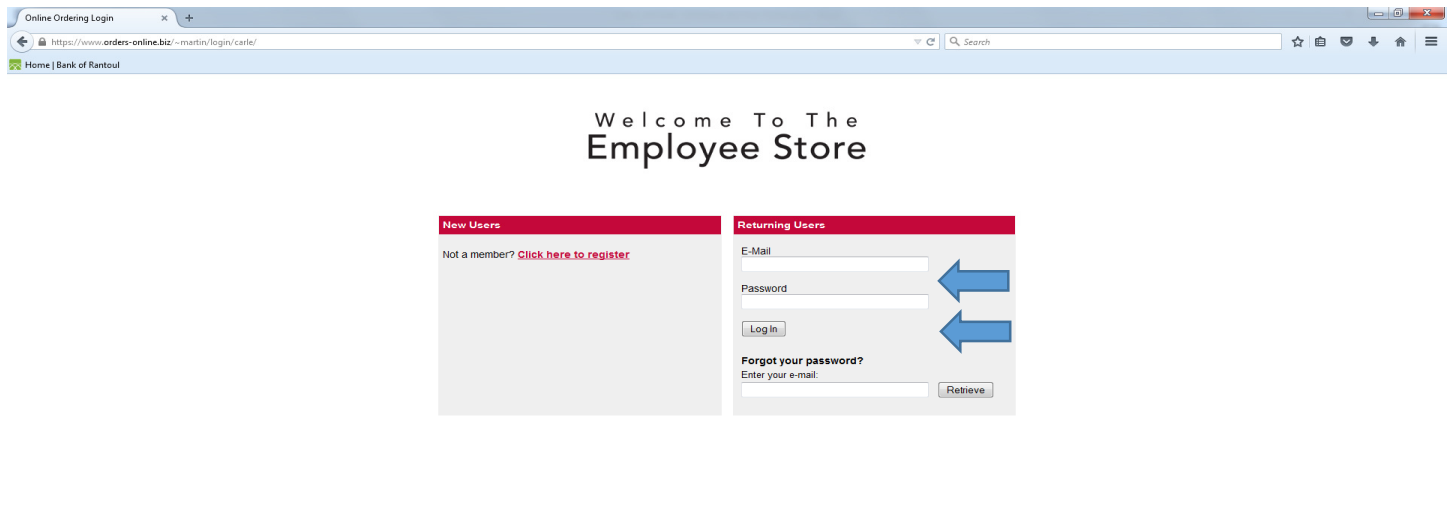 Online Ordering Login
https://www.orders-online.biz/~martin/login/carle/
Search
Home | Bank of Rantoul
Welcome To The
Employee Store
New Users
Not a member? Click here to register
Returning Users
E-Mail
Password
Log In
Forgot your password?
Enter your e-mail:
Retrieve